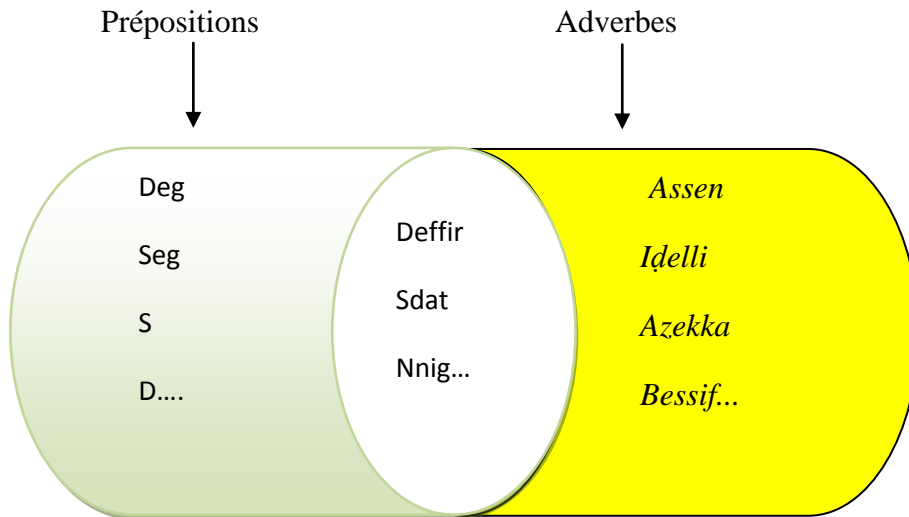 Prépositions
Adverbes
Deg
Seg
S
D….
Deffir
Sdat
Nnig…
Assen
Iḍelli
Azekka
Bessif...